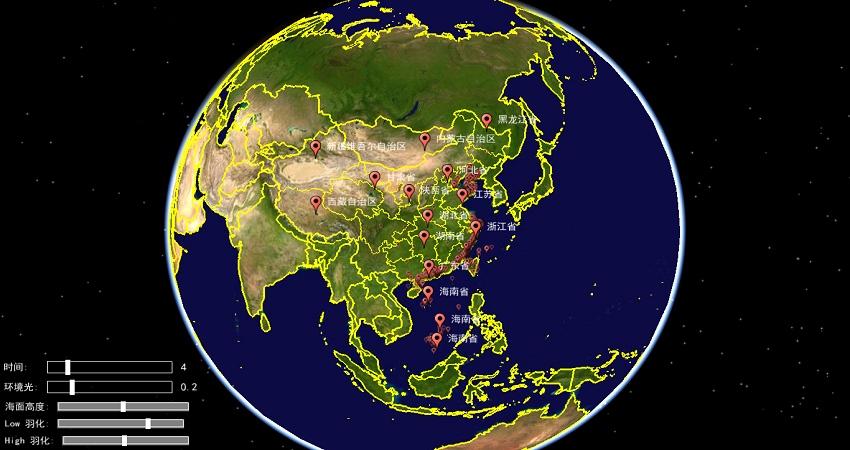 黑龙江省
内蒙古自治区
新疆维吾尔自治区
河北省
甘肃省
陕西省
江苏省
西藏自治区
湖北省
浙江省
湖南省
广东省
海南省
海南省
海南省
时间: 4
环境光: 0.2
海面高度:
Low 羽化:
High 羽化: